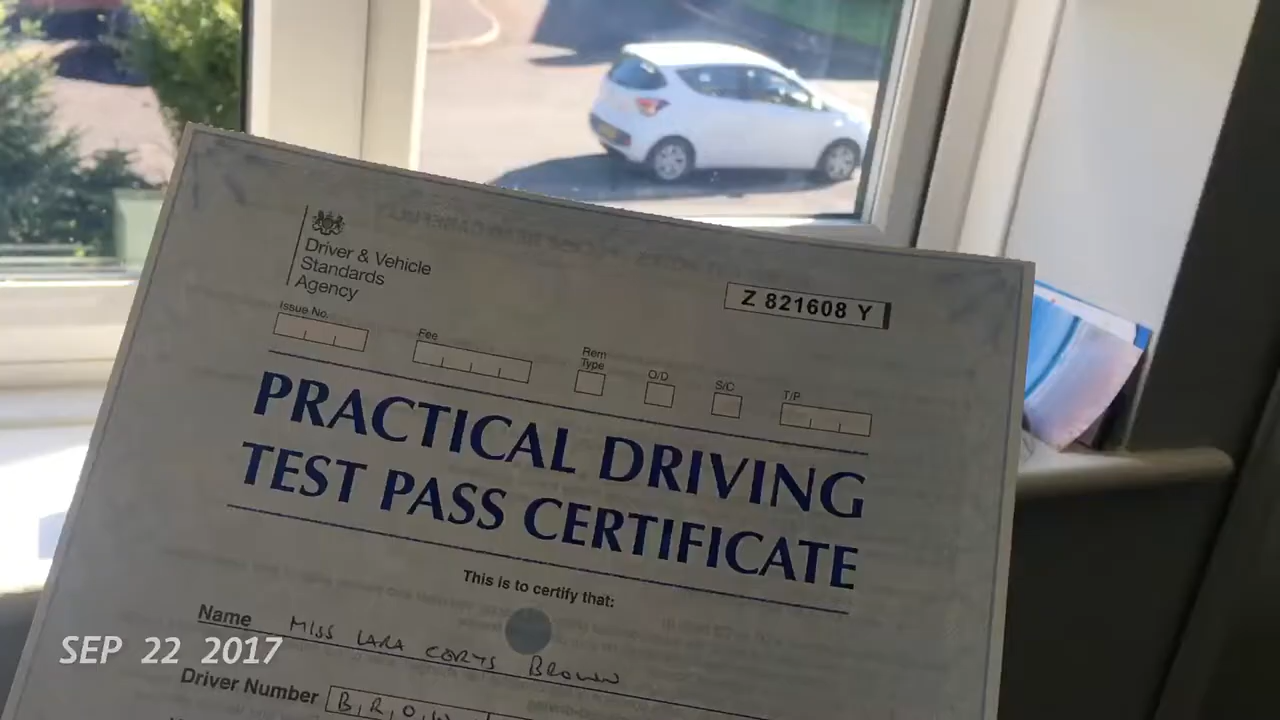 Driver & Vehicle
Standards
Agency
Z 821608 Y
Issue No.
Fee
Rem
Type
O/D
S/C
T/P
PRACTICAL DRIVING
TEST PASS CERTIFICATE
This is to certify that:
Name MISS LARA CORYS BROWN
Driver Number B R O W
SEP 22 2017